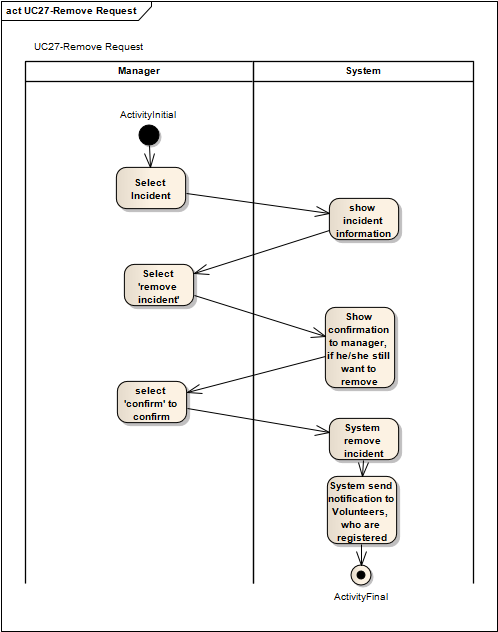 act UC27-Remove Request
UC27-Remove Request
Manager
System
ActivityInitial
Select
Incident
show
incident
information
Select
'remove
incident'
Show
confirmation
to manager,
if he/she still
want to
remove
select
'confirm' to
confirm
System
remove
incident
System send
notification to
Volunteers,
who are
registered
ActivityFinal